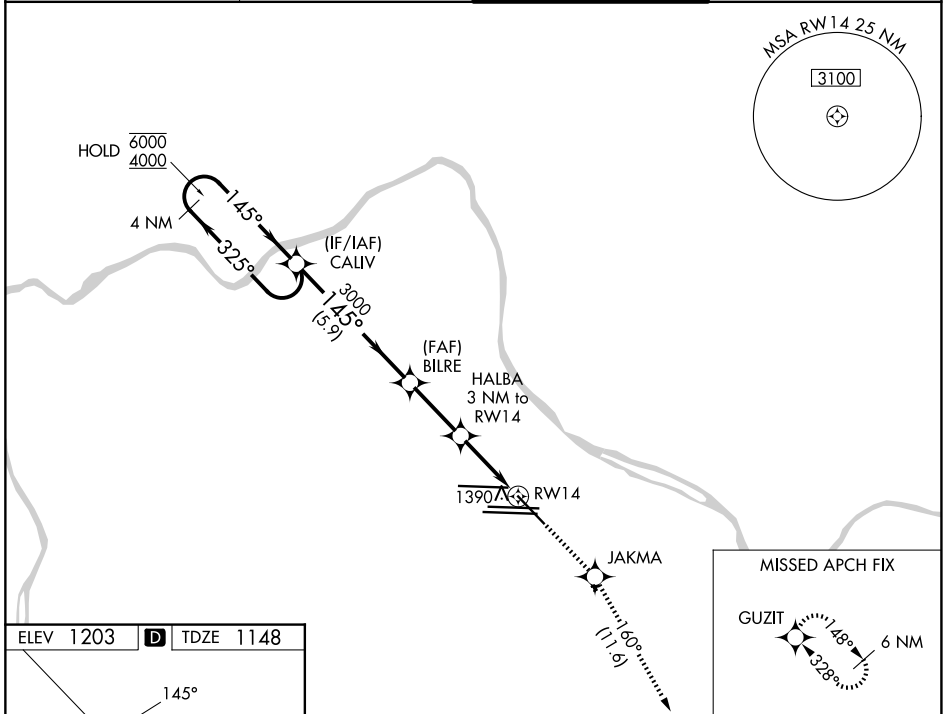 MSA RW14 25 NM
3100
HOLD 6000
4000
4 NM
145°
325°
(IF/IAF)
CALIV
3000
145°
(5.9)
(FAF)
BILRE
HALBA
3 NM to
RW14
1390
RW14
JAKMA
160°
(11.6)
MISSED APCH FIX
GUZIT
148°
328°
6 NM
ELEV 1203 D TDZE 1148
145°